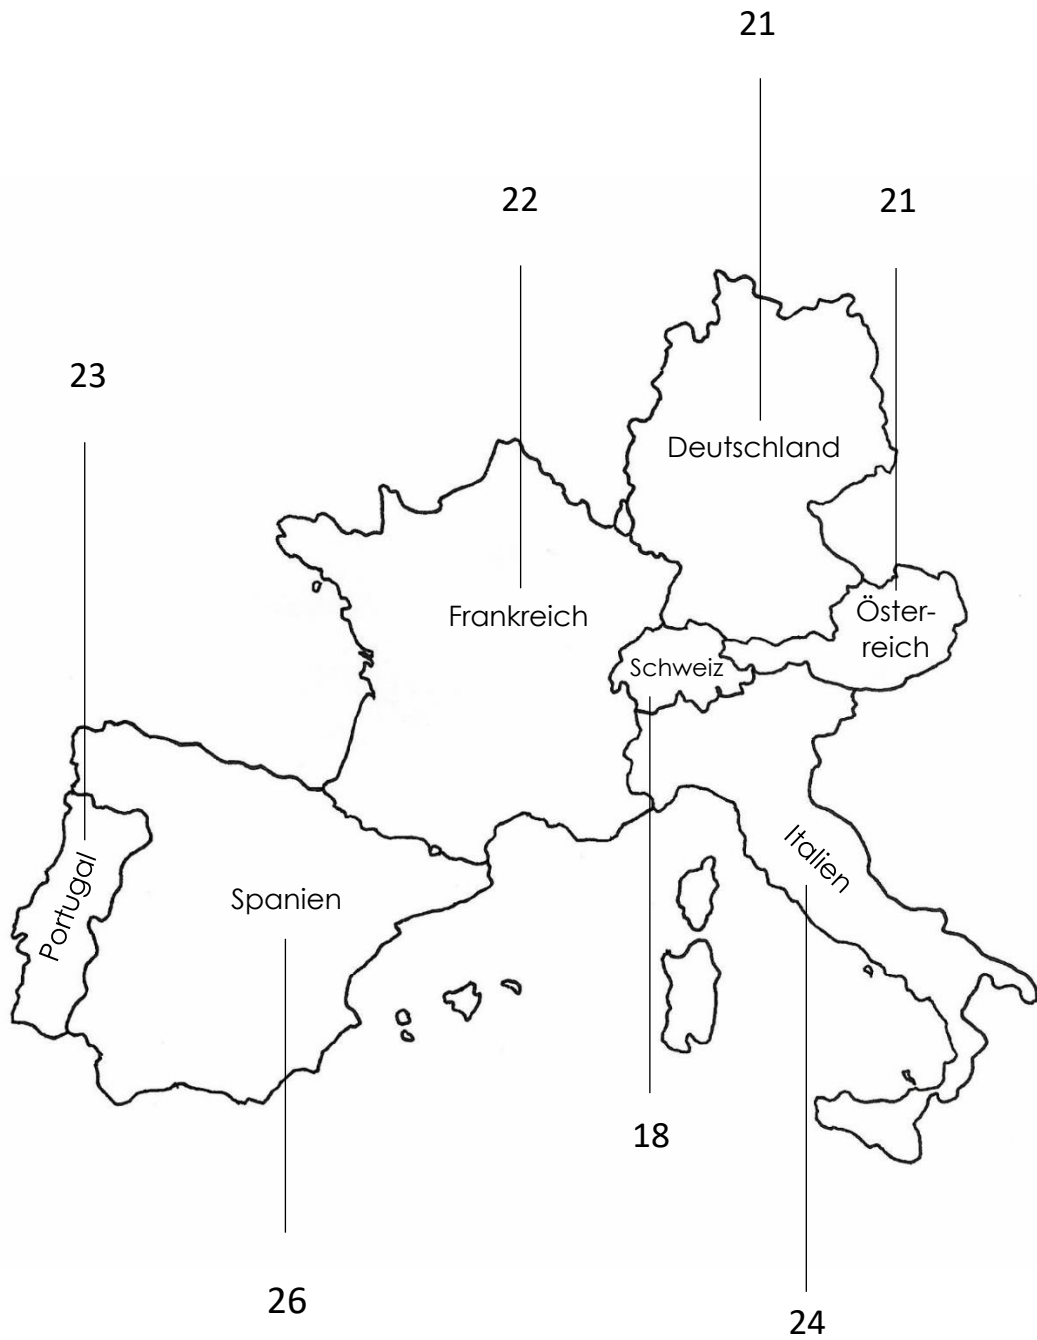 21
22
21
23
Deutschland
Frankreich
Öster-
reich
Schweiz
Italien
Portugal
Spanien
18
26
24